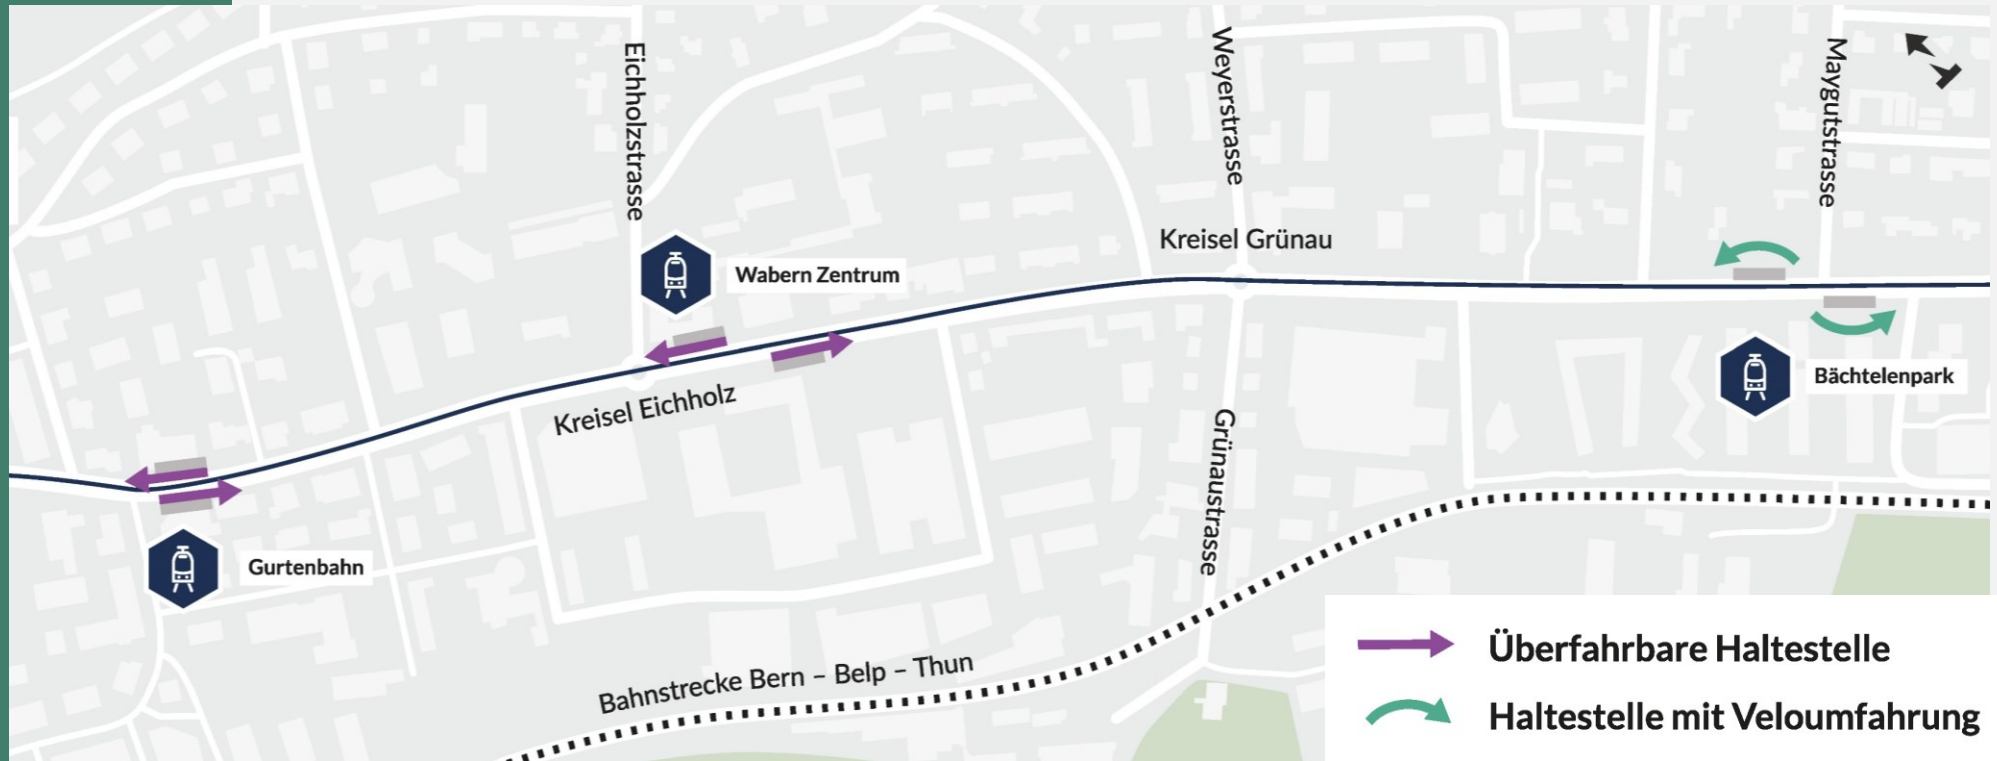 Eichholzstrasse
Weyerstrasse
Maygutstrasse
Kreisel Grünau
Wabern Zentrum
Kreisel Eichholz
Bächtelenpark
Grünaustrasse
Gurtenbahn
Bahnstrecke Bern – Belp – Thun
Überfahrbare Haltestelle
Haltestelle mit Veloumfahrung